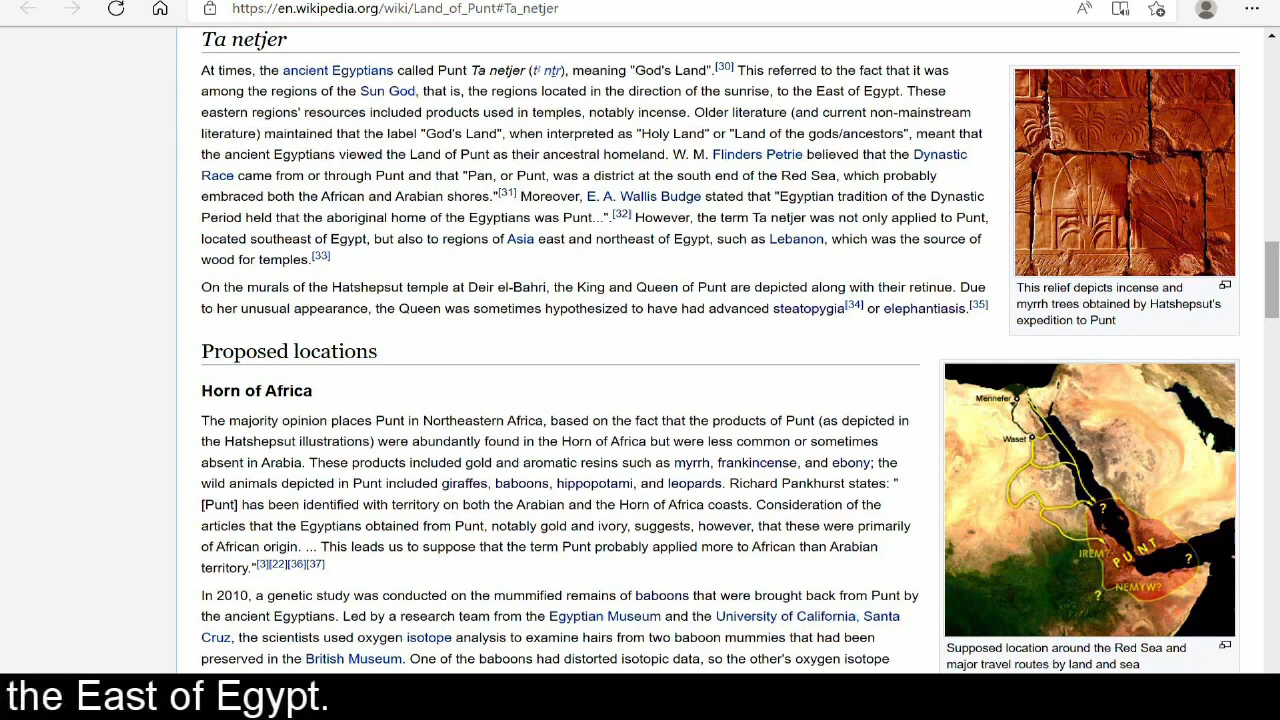 https://en.wikipedia.org/wiki/Land_of_Punt#Ta_netjer
Ta netjer
At times, the ancient Egyptians called Punt Ta netjer (tꜣ nṯr), meaning "God's Land".[30] This referred to the fact that it was
among the regions of the Sun God, that is, the regions located in the direction of the sunrise, to the East of Egypt. These
eastern regions' resources included products used in temples, notably incense. Older literature (and current non-mainstream
literature) maintained that the label "God's Land", when interpreted as "Holy Land" or "Land of the gods/ancestors", meant that
the ancient Egyptians viewed the Land of Punt as their ancestral homeland. W. M. Flinders Petrie believed that the Dynastic
Race came from or through Punt and that "Pan, or Punt, was a district at the south end of the Red Sea, which probably
embraced both the African and Arabian shores."[31] Moreover, E. A. Wallis Budge stated that "Egyptian tradition of the Dynastic
Period held that the aboriginal home of the Egyptians was Punt...".[32] However, the term Ta netjer was not only applied to Punt,
located southeast of Egypt, but also to regions of Asia east and northeast of Egypt, such as Lebanon, which was the source of
wood for temples.[33]
On the murals of the Hatshepsut temple at Deir el-Bahri, the King and Queen of Punt are depicted along with their retinue. Due
to her unusual appearance, the Queen was sometimes hypothesized to have had advanced steatopygia[34] or elephantiasis.[35]
This relief depicts incense and
myrrh trees obtained by Hatshepsut's
expedition to Punt
Proposed locations
Horn of Africa
The majority opinion places Punt in Northeastern Africa, based on the fact that the products of Punt (as depicted in
the Hatshepsut illustrations) were abundantly found in the Horn of Africa but were less common or sometimes
absent in Arabia. These products included gold and aromatic resins such as myrrh, frankincense, and ebony; the
wild animals depicted in Punt included giraffes, baboons, hippopotami, and leopards. Richard Pankhurst states: "
[Punt] has been identified with territory on both the Arabian and the Horn of Africa coasts. Consideration of the
articles that the Egyptians obtained from Punt, notably gold and ivory, suggests, however, that these were primarily
of African origin. ... This leads us to suppose that the term Punt probably applied more to African than Arabian
territory."[3][22][36][37]
In 2010, a genetic study was conducted on the mummified remains of baboons that were brought back from Punt by
the ancient Egyptians. Led by a research team from the Egyptian Museum and the University of California, Santa
Cruz, the scientists used oxygen isotope analysis to examine hairs from two baboon mummies that had been
preserved in the British Museum. One of the baboons had distorted isotopic data, so the other's oxygen isotope
Mennefer
Waset
?
IREM?
PUNT
?
NEMYW?
?
Supposed location around the Red Sea and
major travel routes by land and sea
the East of Egypt.